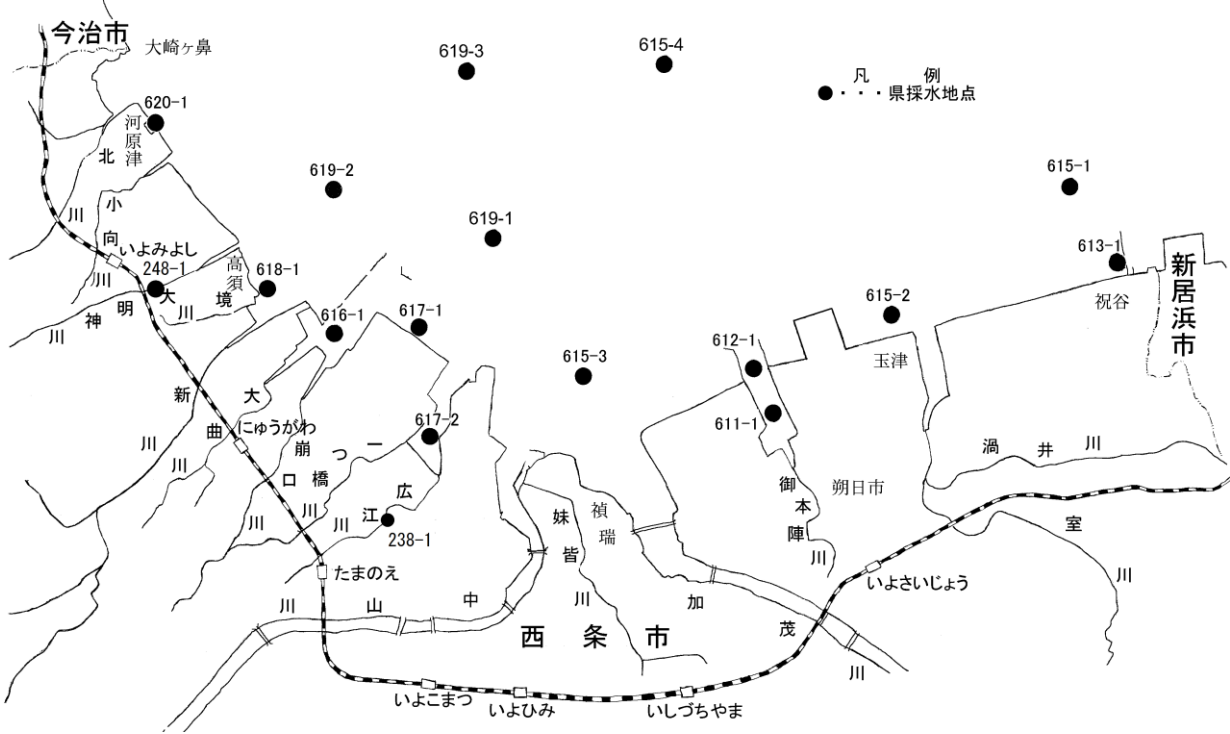 今治市
大崎ヶ鼻
619-3
615-4
凡 例
●・・・県採水地点
620-1
河原津
北川
619-2
615-1
小向川
619-1
いよみよし
613-1
新居浜市
248-1
高須
618-1
大明神川
境川
祝谷
615-2
616-1
617-1
612-1
玉津
615-3
新川
大曲川
にゅうがわ
617-2
611-1
崩口川
一つ橋川
渦井川
広江川
238-1
御本陣川
朔日市
妹皆川
禎瑞
室川
たまのえ
いよさいじょう
中山川
加茂川
西条市
いよこまつ
いよひみ
いしづちやま